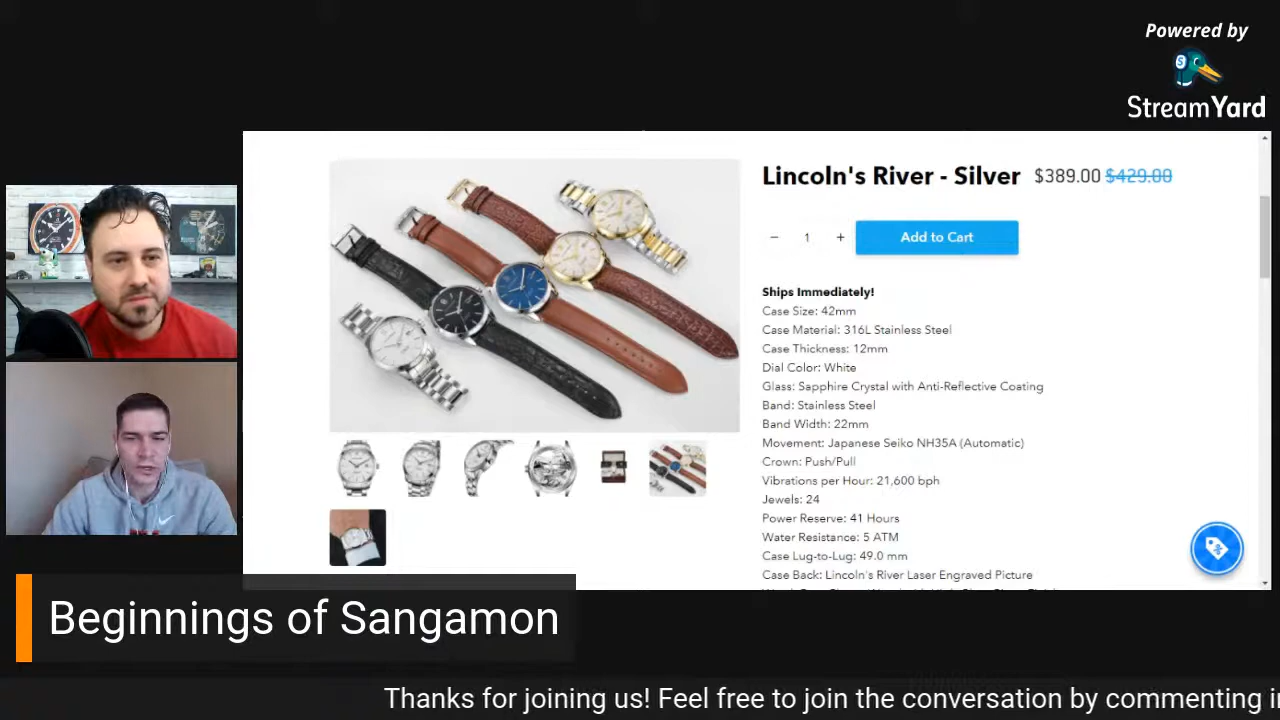 Powered by
StreamYard
Lincoln's River - Silver $389.00 $429.00
− 1 + Add to Cart
Ships Immediately!
Case Size: 42mm
Case Material: 316L Stainless Steel
Case Thickness: 12mm
Dial Color: White
Glass: Sapphire Crystal with Anti-Reflective Coating
Band: Stainless Steel
Band Width: 22mm
Movement: Japanese Seiko NH35A (Automatic)
Crown: Push/Pull
Vibrations per Hour: 21,600 bph
Jewels: 24
Power Reserve: 41 Hours
Water Resistance: 5 ATM
Case Lug-to-Lug: 49.0 mm
Case Back: Lincoln's River Laser Engraved Picture
Beginnings of Sangamon
Thanks for joining us! Feel free to join the conversation by commenting i